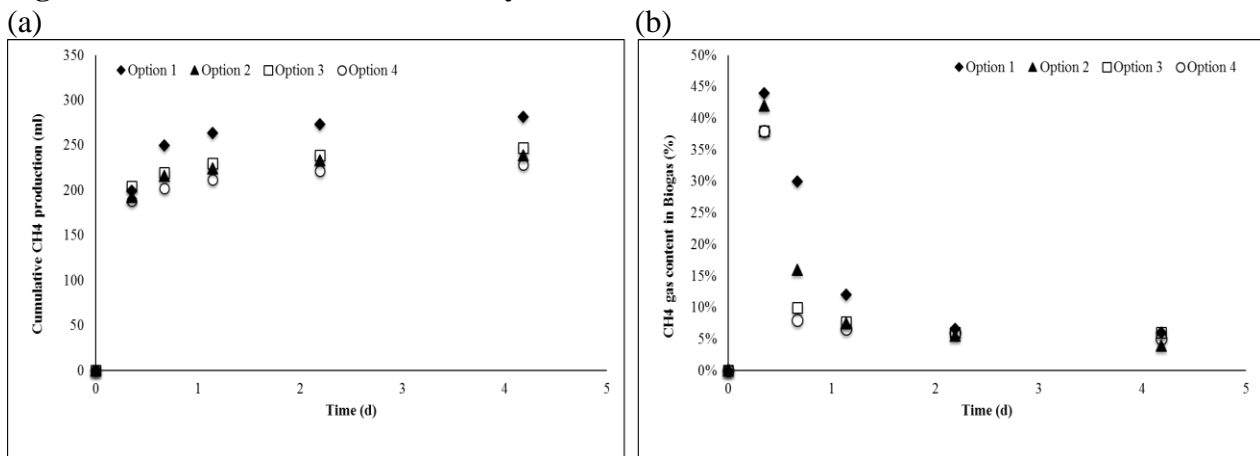 (a)
(b)
350
300
250
200
150
100
50
0
Cumulative CH4 production (ml)
Option 1 Option 2 Option 3 Option 4
0 1 2 3 4 5
Time (d)
50%
45%
40%
35%
30%
25%
20%
15%
10%
5%
0%
CH4 gas content in Biogas (%)
Option 1 Option 2 Option 3 Option 4
0 1 2 3 4 5
Time (d)